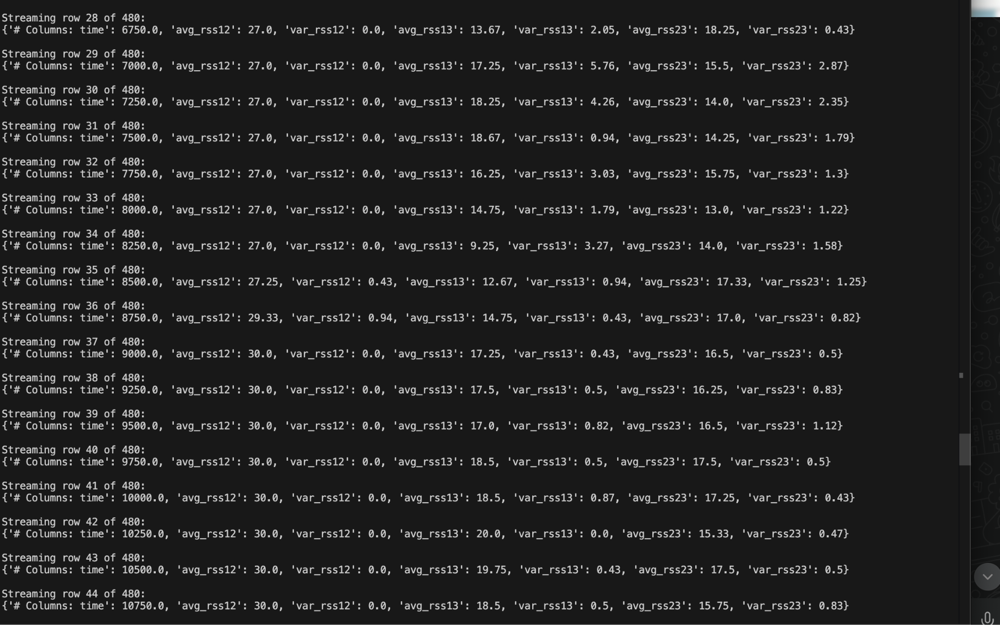 Streaming row 28 of 480:
{'# Columns: time': 6750.0, 'avg_rss12': 27.0, 'var_rss12': 0.0, 'avg_rss13': 13.67, 'var_rss13': 2.05, 'avg_rss23': 18.25, 'var_rss23': 0.43}
Streaming row 29 of 480:
{'# Columns: time': 7000.0, 'avg_rss12': 27.0, 'var_rss12': 0.0, 'avg_rss13': 17.25, 'var_rss13': 5.76, 'avg_rss23': 15.5, 'var_rss23': 2.87}
Streaming row 30 of 480:
{'# Columns: time': 7250.0, 'avg_rss12': 27.0, 'var_rss12': 0.0, 'avg_rss13': 18.25, 'var_rss13': 4.26, 'avg_rss23': 14.0, 'var_rss23': 2.35}
Streaming row 31 of 480:
{'# Columns: time': 7500.0, 'avg_rss12': 27.0, 'var_rss12': 0.0, 'avg_rss13': 18.67, 'var_rss13': 0.94, 'avg_rss23': 14.25, 'var_rss23': 1.79}
Streaming row 32 of 480:
{'# Columns: time': 7750.0, 'avg_rss12': 27.0, 'var_rss12': 0.0, 'avg_rss13': 16.25, 'var_rss13': 3.03, 'avg_rss23': 15.75, 'var_rss23': 1.3}
Streaming row 33 of 480:
{'# Columns: time': 8000.0, 'avg_rss12': 27.0, 'var_rss12': 0.0, 'avg_rss13': 14.75, 'var_rss13': 1.79, 'avg_rss23': 13.0, 'var_rss23': 1.22}
Streaming row 34 of 480:
{'# Columns: time': 8250.0, 'avg_rss12': 27.0, 'var_rss12': 0.0, 'avg_rss13': 9.25, 'var_rss13': 3.27, 'avg_rss23': 14.0, 'var_rss23': 1.58}
Streaming row 35 of 480:
{'# Columns: time': 8500.0, 'avg_rss12': 27.25, 'var_rss12': 0.43, 'avg_rss13': 12.67, 'var_rss13': 0.94, 'avg_rss23': 17.33, 'var_rss23': 1.25}
Streaming row 36 of 480:
{'# Columns: time': 8750.0, 'avg_rss12': 29.33, 'var_rss12': 0.94, 'avg_rss13': 14.75, 'var_rss13': 0.43, 'avg_rss23': 17.0, 'var_rss23': 0.82}
Streaming row 37 of 480:
{'# Columns: time': 9000.0, 'avg_rss12': 30.0, 'var_rss12': 0.0, 'avg_rss13': 17.25, 'var_rss13': 0.43, 'avg_rss23': 16.5, 'var_rss23': 0.5}
Streaming row 38 of 480:
{'# Columns: time': 9250.0, 'avg_rss12': 30.0, 'var_rss12': 0.0, 'avg_rss13': 17.5, 'var_rss13': 0.5, 'avg_rss23': 16.25, 'var_rss23': 0.83}
Streaming row 39 of 480:
{'# Columns: time': 9500.0, 'avg_rss12': 30.0, 'var_rss12': 0.0, 'avg_rss13': 17.0, 'var_rss13': 0.82, 'avg_rss23': 16.5, 'var_rss23': 1.12}
Streaming row 40 of 480:
{'# Columns: time': 9750.0, 'avg_rss12': 30.0, 'var_rss12': 0.0, 'avg_rss13': 18.5, 'var_rss13': 0.5, 'avg_rss23': 17.5, 'var_rss23': 0.5}
Streaming row 41 of 480:
{'# Columns: time': 10000.0, 'avg_rss12': 30.0, 'var_rss12': 0.0, 'avg_rss13': 18.5, 'var_rss13': 0.87, 'avg_rss23': 17.25, 'var_rss23': 0.43}
Streaming row 42 of 480:
{'# Columns: time': 10250.0, 'avg_rss12': 30.0, 'var_rss12': 0.0, 'avg_rss13': 20.0, 'var_rss13': 0.0, 'avg_rss23': 15.33, 'var_rss23': 0.47}
Streaming row 43 of 480:
{'# Columns: time': 10500.0, 'avg_rss12': 30.0, 'var_rss12': 0.0, 'avg_rss13': 19.75, 'var_rss13': 0.43, 'avg_rss23': 17.5, 'var_rss23': 0.5}
Streaming row 44 of 480:
{'# Columns: time': 10750.0, 'avg_rss12': 30.0, 'var_rss12': 0.0, 'avg_rss13': 18.5, 'var_rss13': 0.5, 'avg_rss23': 15.75, 'var_rss23': 0.83}